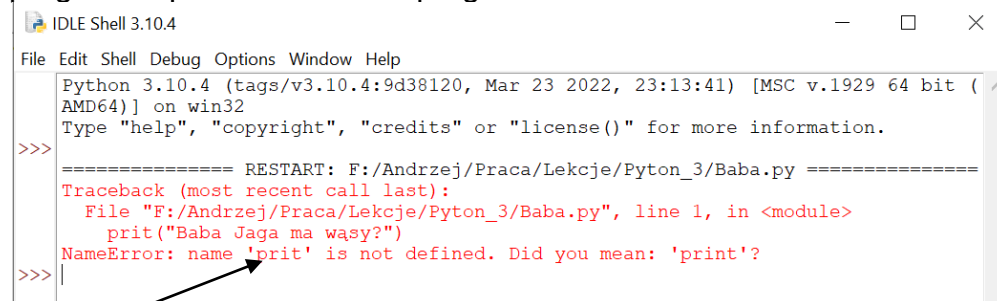 IDLE Shell 3.10.4
File Edit Shell Debug Options Window Help
Python 3.10.4 (tags/v3.10.4:9d38120, Mar 23 2022, 23:13:41) [MSC v.1929 64 bit (
AMD64)] on win32
Type "help", "copyright", "credits" or "license()" for more information.
>>>
=============== RESTART: F:/Andrzej/Praca/Lekcje/Pyton_3/Baba.py ===============
Traceback (most recent call last):
  File "F:/Andrzej/Praca/Lekcje/Pyton_3/Baba.py", line 1, in <module>
    prit("Baba Jaga ma wąsy?")
NameError: name 'prit' is not defined. Did you mean: 'print'?
>>>